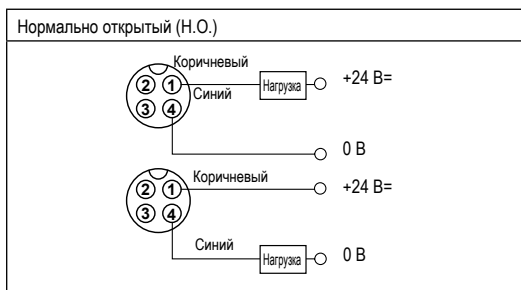 Нормально открытый (Н.О.)
Коричневый
2 1 Нагрузка +24 В=
Синий
3 4
0 В
Коричневый
2 1 +24 В=
3 4
Синий
Нагрузка 0 В